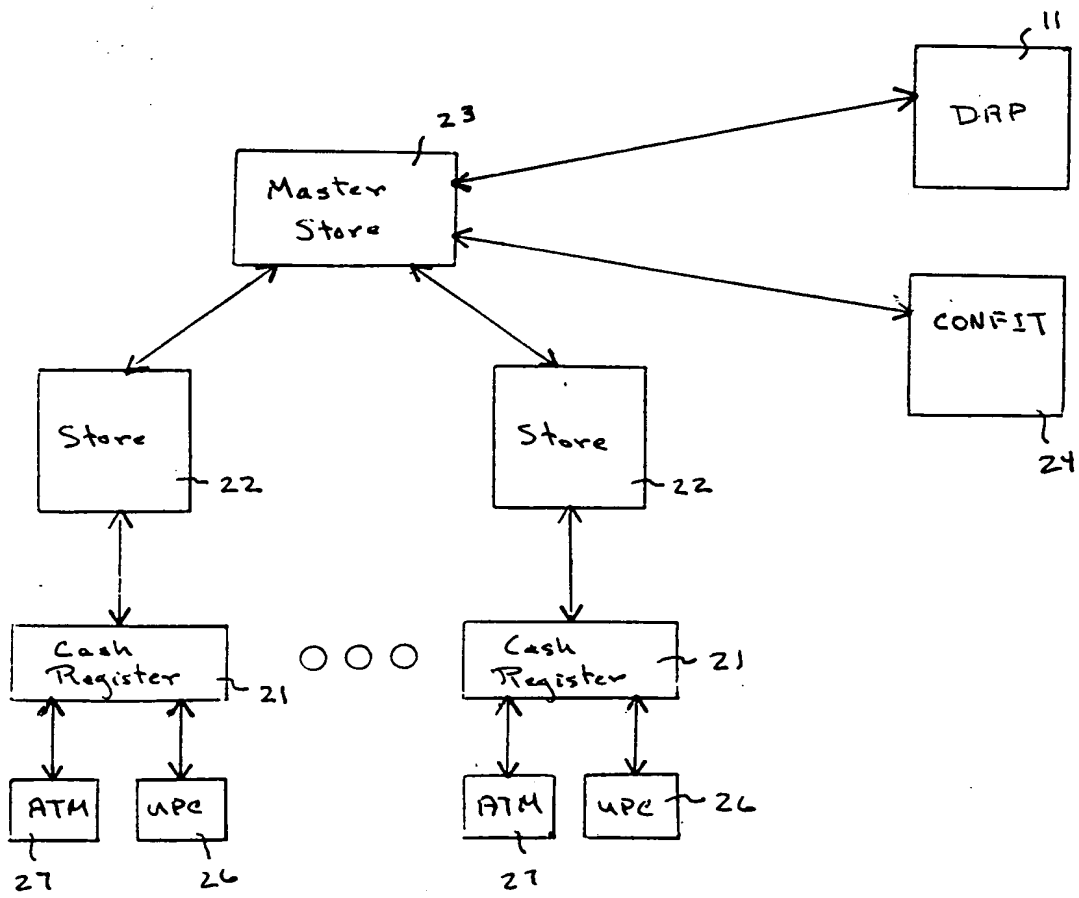 11
DAP
23
Master
Store
CONFIT
24
Store
22
Store
22
Cash
Register
21
Cash
Register
21
ATM
UPC
ATM
UPC
26
27
26
27